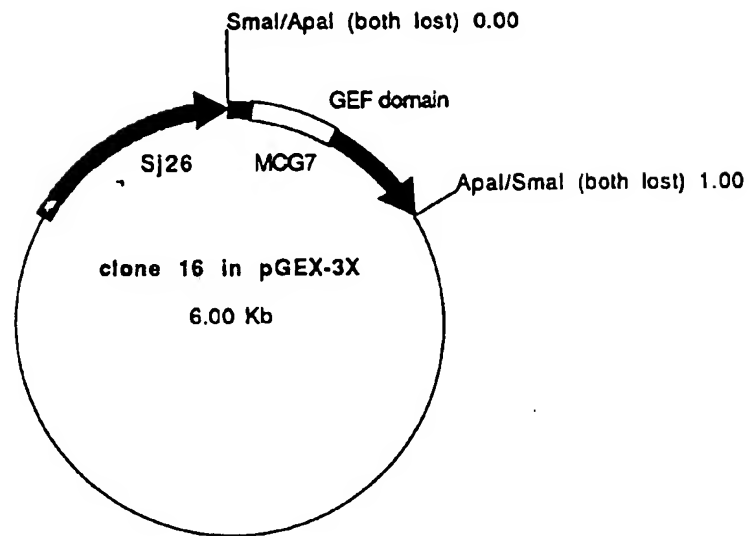 SmaI/ApaI (both lost) 0.00
GEF domain
Sj26
MCG7
ApaI/SmaI (both lost) 1.00
clone 16 in pGEX-3X
6.00 Kb